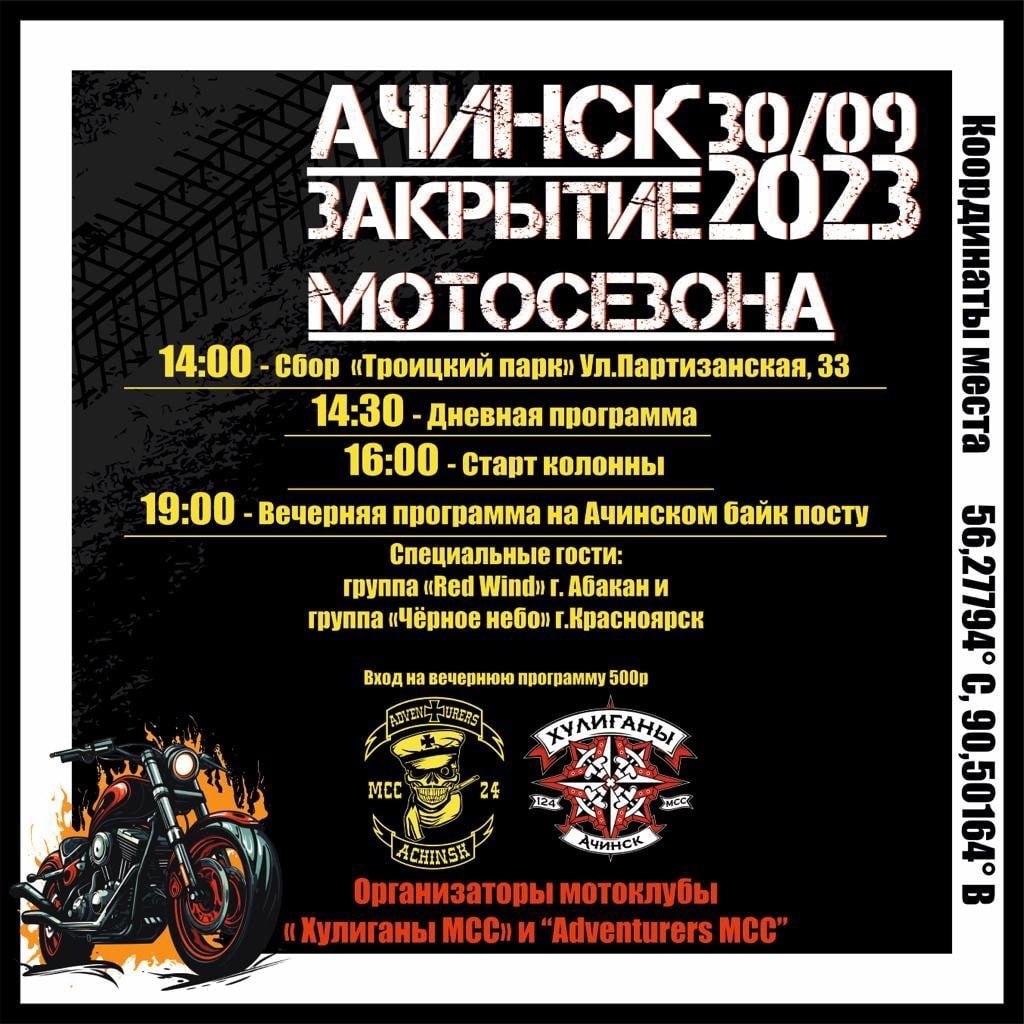 АЧИНСК 30/09
ЗАКРЫТИЕ 2023
МОТОСЕЗОНА
14:00 - Сбор «Троицкий парк» Ул.Партизанская, 33
14:30 - Дневная программа
16:00 - Старт колонны
19:00 - Вечерняя программа на Ачинском байк посту
Специальные гости:
группа «Red Wind» г. Абакан и
группа «Чёрное небо» г.Красноярск
Вход на вечернюю программу 500р
ADVENTURERS
MCC 24
ACHINSK
ХУЛИГАНЫ
124 МСС
АЧИНСК
Организаторы мотоклубы
« Хулиганы МСС» и “Adventurers MCC”
Координаты места 56,27794° С, 90,50164° В